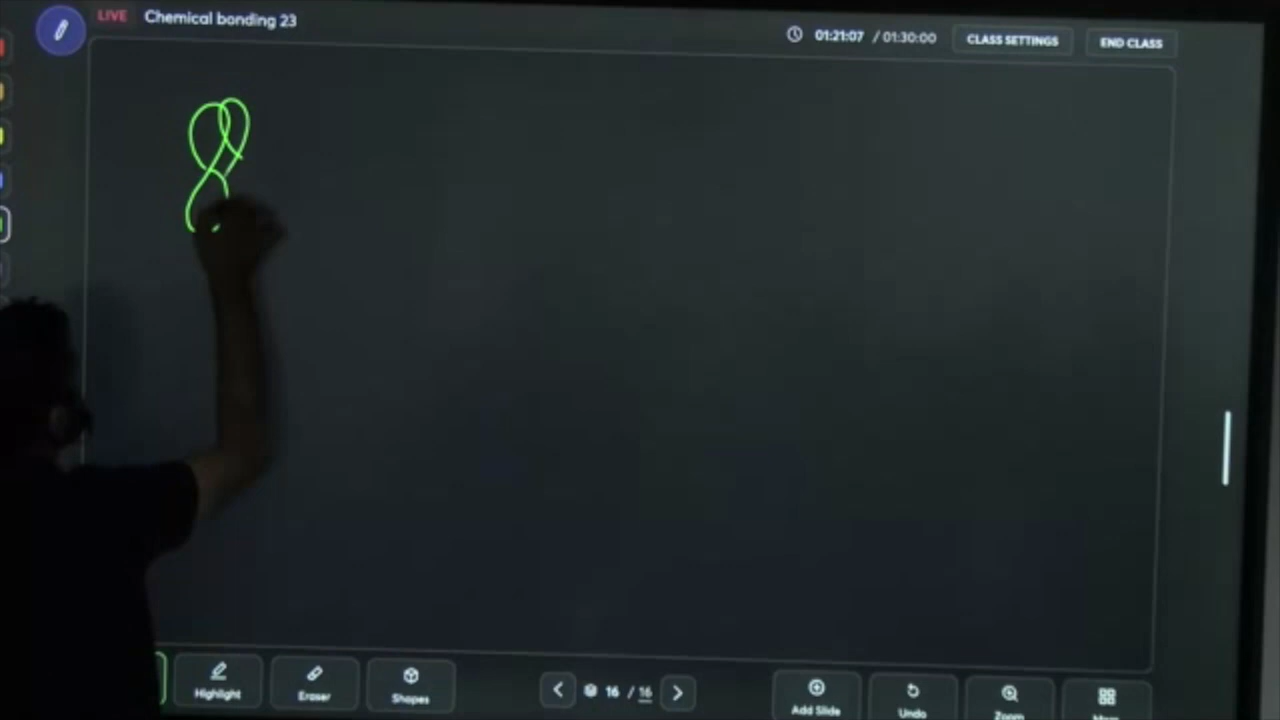 LIVE Chemical bonding 23 01:21:07 / 01:30:00 CLASS SETTINGS END CLASS
Highlight Eraser Shapes 16 / 16 Add Slide Undo Zoom